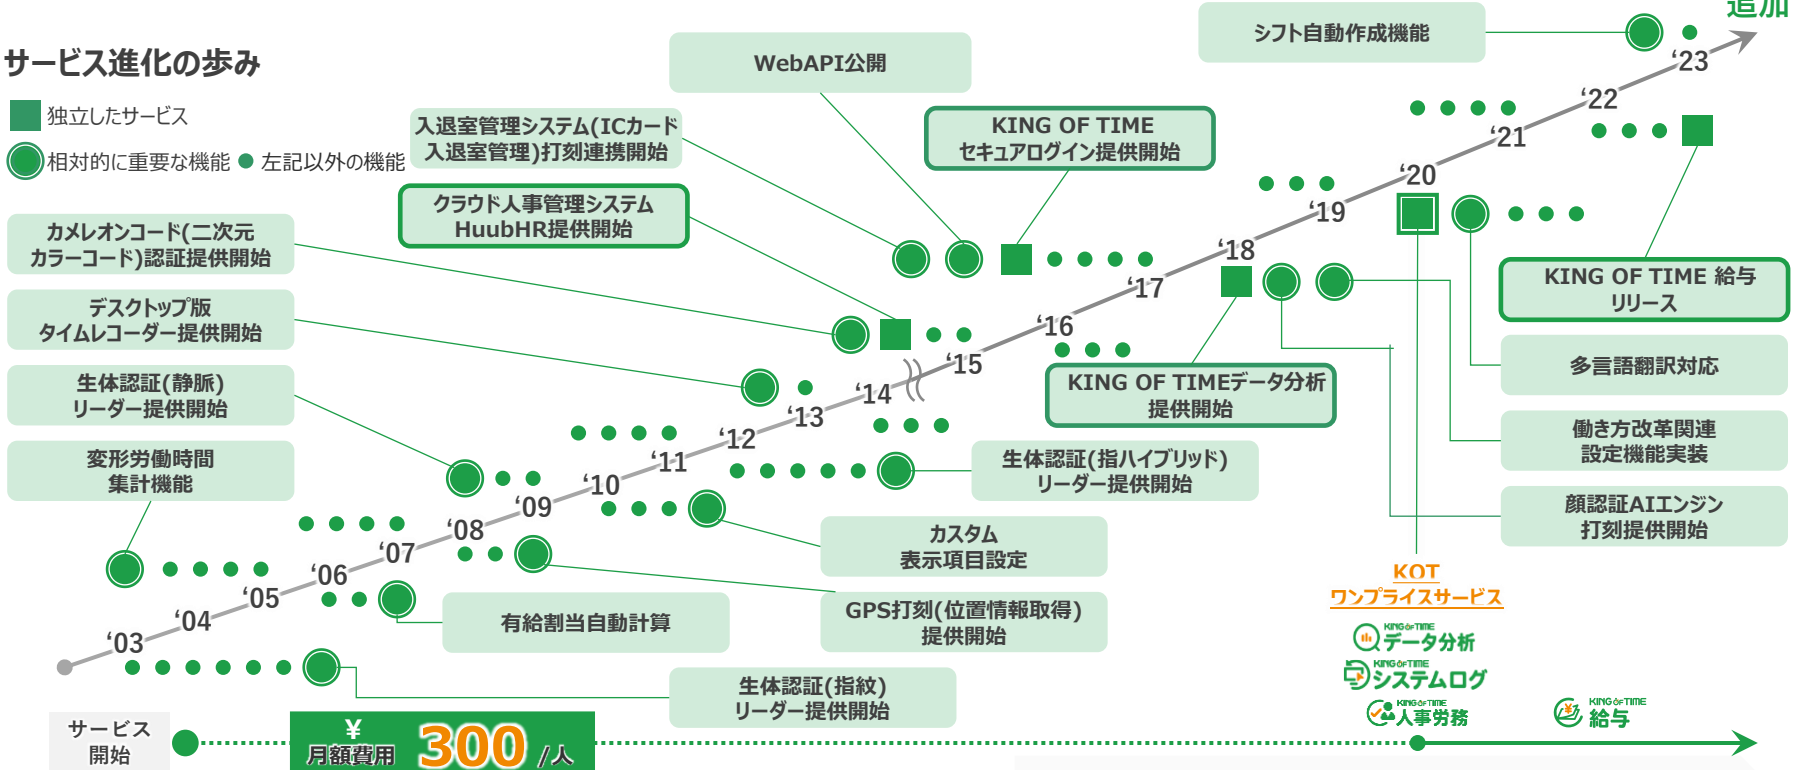 追加
サービス進化の歩み
独立したサービス
相対的に重要な機能
左記以外の機能
シフト自動作成機能
WebAPI公開
入退室管理システム(ICカード
入退室管理)打刻連携開始
KING OF TIME
セキュアログイン提供開始
クラウド人事管理システム
HuubHR提供開始
カメレオンコード(二次元
カラーコード)認証提供開始
デスクトップ版
タイムレコーダー提供開始
生体認証(静脈)
リーダー提供開始
変形労働時間
集計機能
‘03
‘04
‘05
‘06
‘07
‘08
‘09
‘10
‘11
‘12
‘13
‘14
‘15
‘16
‘17
‘18
‘19
‘20
‘21
‘22
‘23
KING OF TIME 給与
リリース
KING OF TIMEデータ分析
提供開始
多言語翻訳対応
働き方改革関連
設定機能実装
顔認証AIエンジン
打刻提供開始
生体認証(指ハイブリッド)
リーダー提供開始
カスタム
表示項目設定
GPS打刻(位置情報取得)
提供開始
有給割当自動計算
生体認証(指紋)
リーダー提供開始
KOT
ワンプライスサービス
KING OF TIME
データ分析
KING OF TIME
システムログ
KING OF TIME
人事労務
KING OF TIME
給与
サービス
開始
¥
月額費用 300 /人